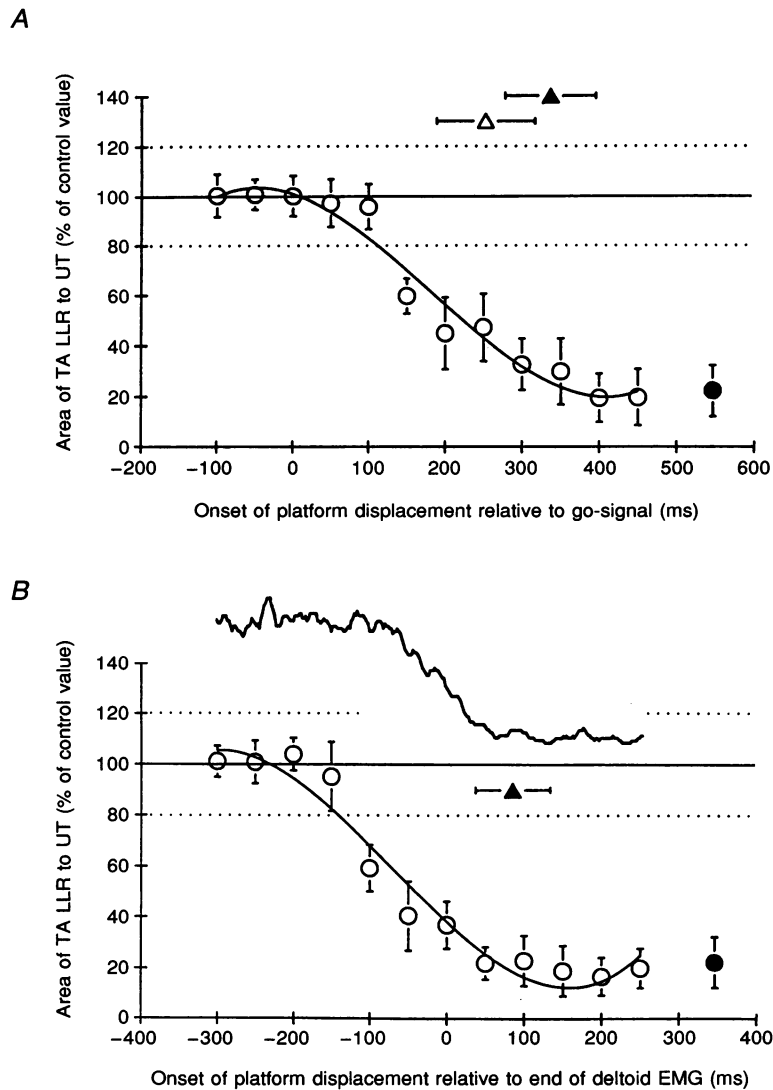 A
Area of TA LLR to UT (% of control value)
140
120
100
80
60
40
20
0
−200 −100 0 100 200 300 400 500 600
Onset of platform displacement relative to go-signal (ms)
B
Area of TA LLR to UT (% of control value)
140
120
100
80
60
40
20
0
−400 −300 −200 −100 0 100 200 300 400
Onset of platform displacement relative to end of deltoid EMG (ms)